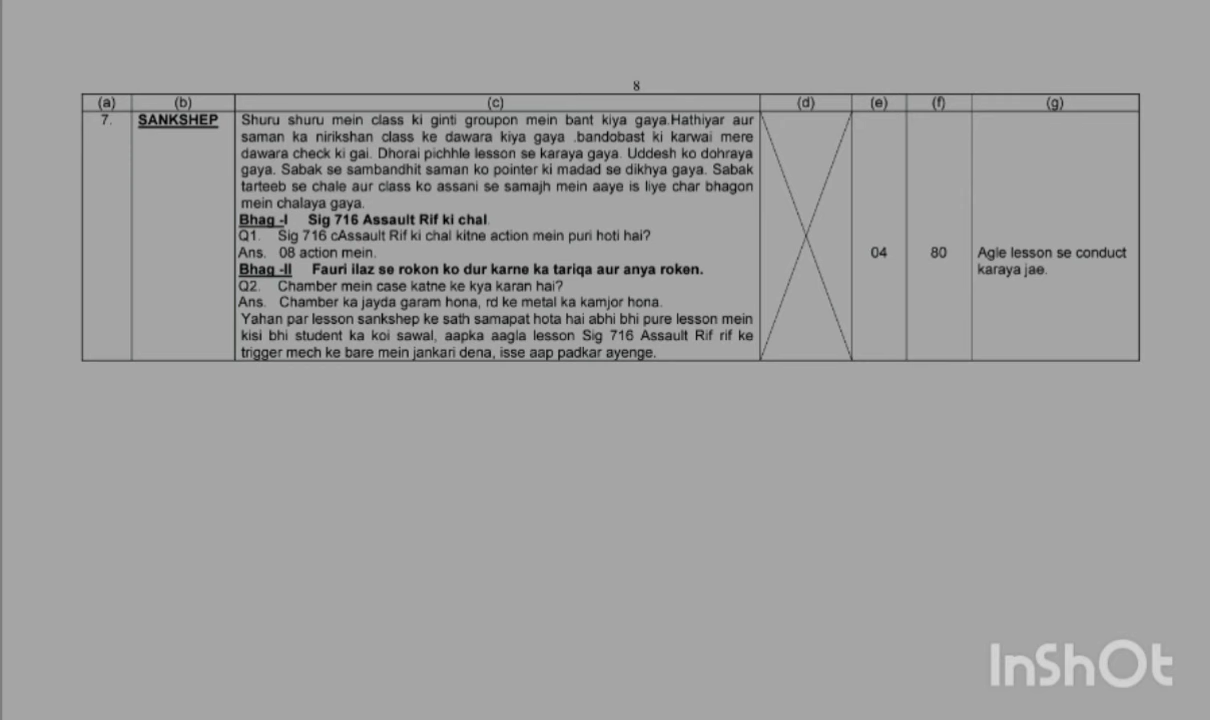 8
(a) (b) (c) (d) (e) (f) (g)
7. SANKSHEP Shuru shuru mein class ki ginti groupon mein bant kiya gaya.Hathiyar aur
saman ka nirikshan class ke dawara kiya gaya .bandobast ki karwai mere
dawara check ki gai. Dhorai pichhle lesson se karaya gaya. Uddesh ko dohraya
gaya. Sabak se sambandhit saman ko pointer ki madad se dikhya gaya. Sabak
tarteeb se chale aur class ko assani se samajh mein aaye is liye char bhagon
mein chalaya gaya.
Bhag -I Sig 716 Assault Rif ki chal.
Q1. Sig 716 cAssault Rif ki chal kitne action mein puri hoti hai?
Ans. 08 action mein.
Bhag -II Fauri ilaz se rokon ko dur karne ka tariqa aur anya roken.
Q2. Chamber mein case katne ke kya karan hai?
Ans. Chamber ka jayda garam hona, rd ke metal ka kamjor hona.
Yahan par lesson sankshep ke sath samapat hota hai abhi bhi pure lesson mein
kisi bhi student ka koi sawal, aapka aagla lesson Sig 716 Assault Rif rif ke
trigger mech ke bare mein jankari dena, isse aap padkar ayenge.
04 80 Agle lesson se conduct
karaya jae.
InShOt